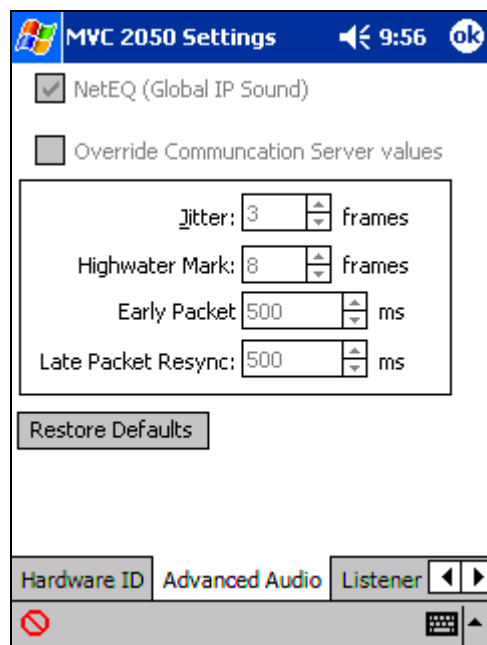 MVC 2050 Settings 9:56 ok
NetEQ (Global IP Sound)
Override Communcation Server values
Jitter: 3 frames
Highwater Mark: 8 frames
Early Packet 500 ms
Late Packet Resync: 500 ms
Restore Defaults
Hardware ID Advanced Audio Listener